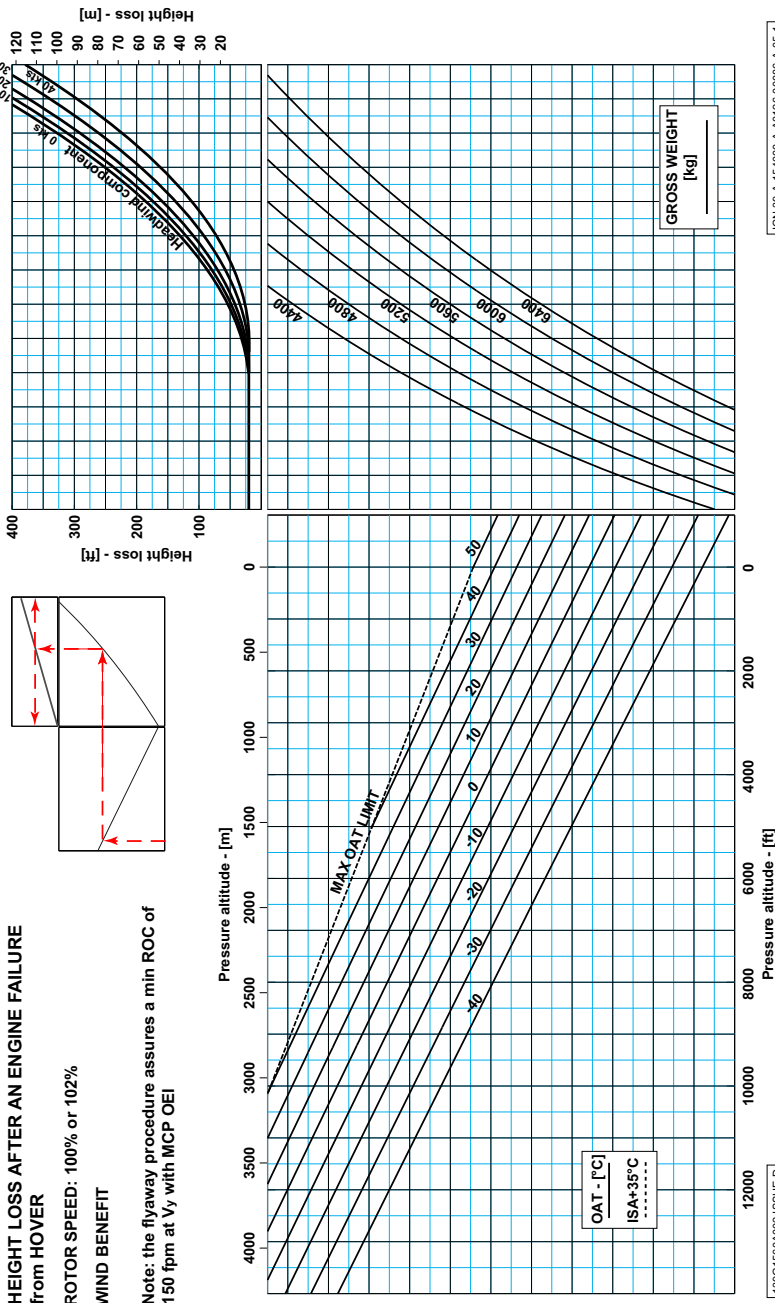 HEIGHT LOSS AFTER AN ENGINE FAILURE
from HOVER
ROTOR SPEED: 100% or 102%
WIND BENEFIT
Note: the flyaway procedure assures a min ROC of
150 fpm at Vy with MCP OEI
Height loss - [ft]
400
300
200
100
Height loss - [m]
120
110
100
90
80
70
60
50
40
30
20
Headwind component
0 kts
10
20
30
40 kts
Pressure altitude - [m]
4000
3500
3000
2500
2000
1500
1000
500
0
MAX OAT LIMIT
50
40
30
20
10
0
-10
-20
-30
-40
OAT - [°C]
ISA+35°C
12000
10000
8000
6000
4000
2000
0
Pressure altitude - [ft]
4400
4800
5200
5600
6000
6400
GROSS WEIGHT
[kg]